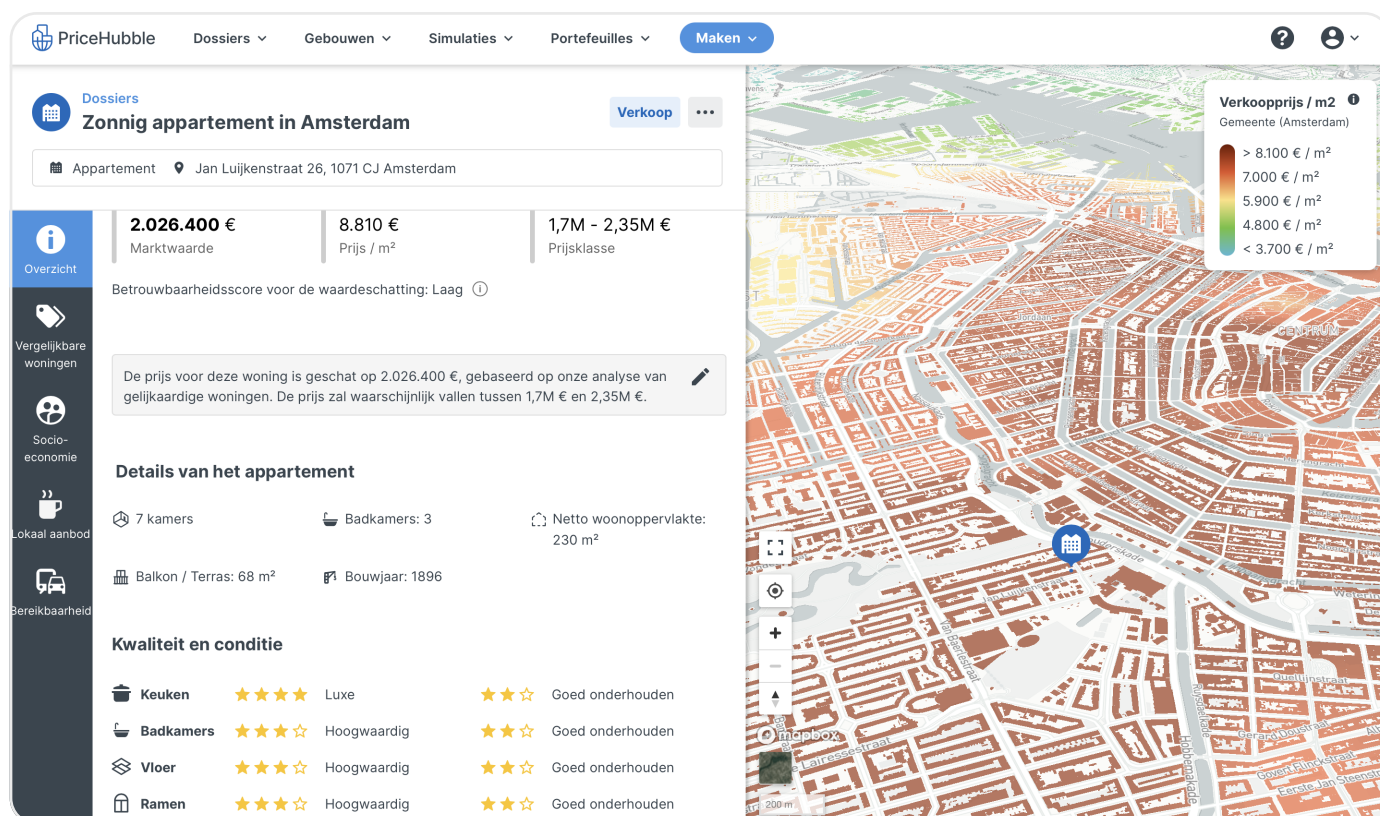 PriceHubble
Dossiers
Gebouwen
Simulaties
Portefeuilles
Maken
Dossiers
Zonnig appartement in Amsterdam
Verkoop
Appartement
Jan Luijkenstraat 26, 1071 CJ Amsterdam
Overzicht
Vergelijkbare
woningen
Socio-
economie
Lokaal aanbod
Bereikbaarheid
2.026.400 €
Marktwaarde
8.810 €
Prijs / m²
1,7M - 2,35M €
Prijsklasse
Betrouwbaarheidsscore voor de waardeschatting: Laag
De prijs voor deze woning is geschat op 2.026.400 €, gebaseerd op onze analyse van
gelijkaardige woningen. De prijs zal waarschijnlijk vallen tussen 1,7M € en 2,35M €.
Details van het appartement
7 kamers
Badkamers: 3
Netto woonoppervlakte:
230 m²
Balkon / Terras: 68 m²
Bouwjaar: 1896
Kwaliteit en conditie
Keuken
Luxe
Goed onderhouden
Badkamers
Hoogwaardig
Goed onderhouden
Vloer
Hoogwaardig
Goed onderhouden
Ramen
Hoogwaardig
Goed onderhouden
Verkoopprijs / m2
Gemeente (Amsterdam)
> 8.100 € / m²
7.000 € / m²
5.900 € / m²
4.800 € / m²
< 3.700 € / m²
Jordaan
CENTRUM
Jan Luijkenstraat
Van Baerlestraat
Quellijnstraat
Gerard Doustraat
Govert Flinckstraat
Eerste Jan Steenstr
Ruysdaelkade
Hobbemakade
Lairessestraat
mapbox
200 m